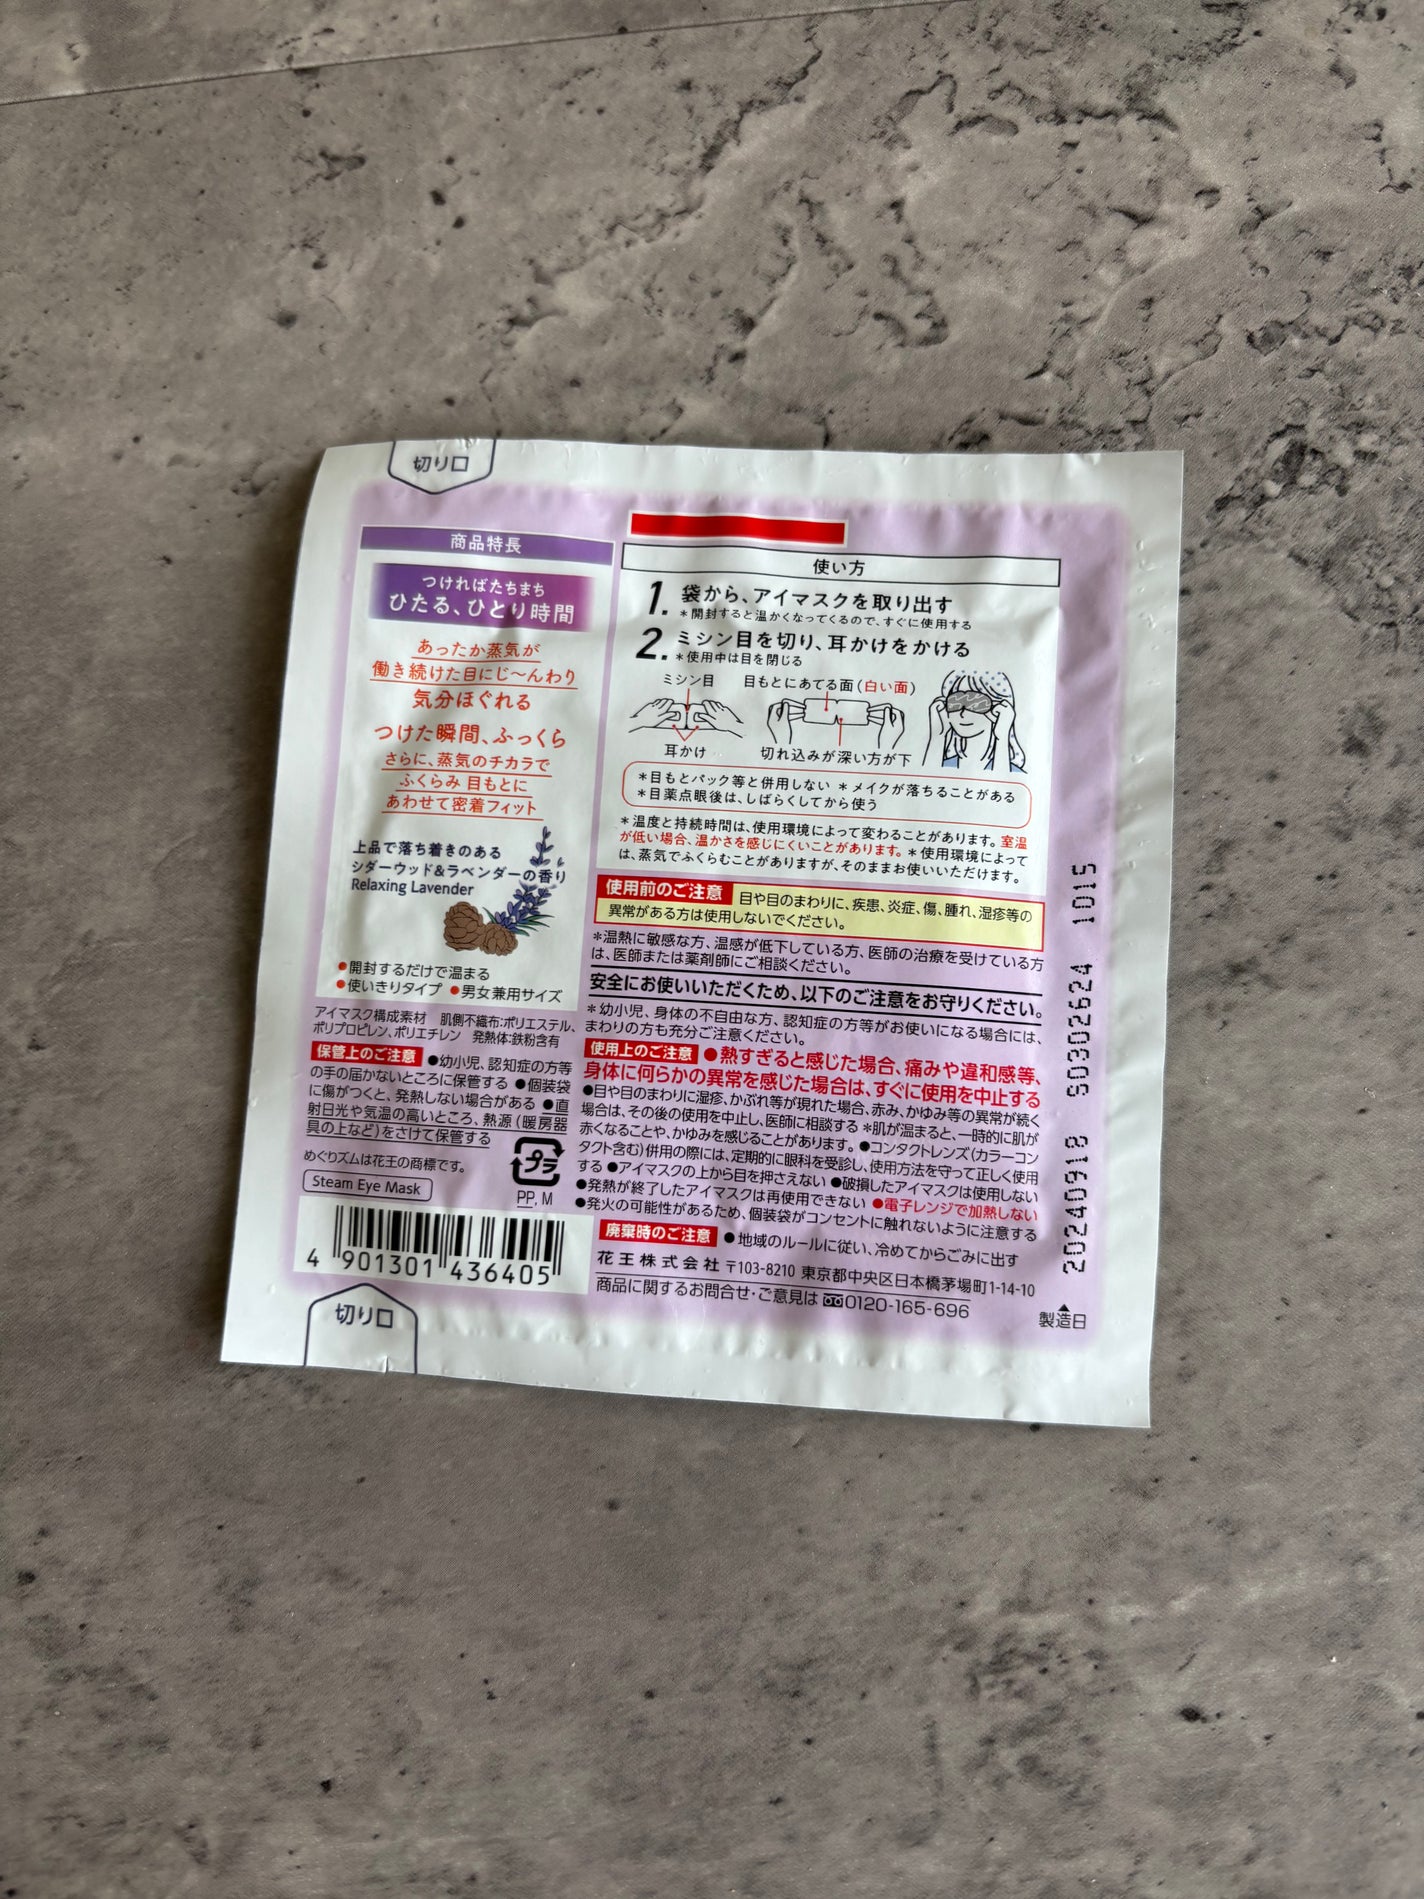 切り口
商品特長
つければたちまち
ひたる、ひとり時間
あったか蒸気が
働き続けた目にじ〜んわり
気分ほぐれる
つけた瞬間、ふっくら
さらに、蒸気のチカラで
ふくらみ 目もとに
あわせて密着フィット
上品で落ち着きのある
シダーウッド&ラベンダーの香り
Relaxing Lavender
●開封するだけで温まる
●使いきりタイプ ●男女兼用サイズ
アイマスク構成素材 肌側不織布:ポリエステル、
ポリプロピレン、ポリエチレン 発熱体:鉄粉含有
保管上のご注意 ●幼小児、認知症の方等
の手の届かないところに保管する ●個装袋
に傷がつくと、発熱しない場合がある ●直
射日光や気温の高いところ、熱源(暖房器
具の上など)をさけて保管する
めぐりズムは花王の商標です。
Steam Eye Mask
プラ
PP, M
4 901301 436405
切り口
使い方
1. 袋から、アイマスクを取り出す
＊開封すると温かくなってくるので、すぐに使用する
2. ミシン目を切り、耳かけをかける
＊使用中は目を閉じる
ミシン目 目もとにあてる面(白い面)
耳かけ 切れ込みが深い方が下
＊目もとパック等と併用しない ＊メイクが落ちることがある
＊目薬点眼後は、しばらくしてから使う
＊温度と持続時間は、使用環境によって変わることがあります。室温
が低い場合、温かさを感じにくいことがあります。＊使用環境によって
は、蒸気でふくらむことがありますが、そのままお使いいただけます。
使用前のご注意 目や目のまわりに、疾患、炎症、傷、腫れ、湿疹等の
異常がある方は使用しないでください。
＊温熱に敏感な方、温感が低下している方、医師の治療を受けている方
は、医師または薬剤師にご相談ください。
安全にお使いいただくため、以下のご注意をお守りください。
＊幼小児、身体の不自由な方、認知症の方等がお使いになる場合には、
まわりの方も充分ご注意ください。
使用上のご注意 ●熱すぎると感じた場合、痛みや違和感等、
身体に何らかの異常を感じた場合は、すぐに使用を中止する
●目や目のまわりに湿疹、かぶれ等が現れた場合、赤み、かゆみ等の異常が続く
場合は、その後の使用を中止し、医師に相談する ＊肌が温まると、一時的に肌が
赤くなることや、かゆみを感じることがあります。●コンタクトレンズ(カラーコン
タクト含む)併用の際には、定期的に眼科を受診し、使用方法を守って正しく使用
する ●アイマスクの上から目を押さえない ●破損したアイマスクは使用しない
●発熱が終了したアイマスクは再使用できない ●電子レンジで加熱しない
●発火の可能性があるため、個装袋がコンセントに触れないように注意する
廃棄時のご注意 ●地域のルールに従い、冷めてからごみに出す
花王株式会社 〒103-8210 東京都中央区日本橋茅場町1-14-10
商品に関するお問合せ・ご意見は 0120-165-696
20240918 S0302624 1015
▲製造日